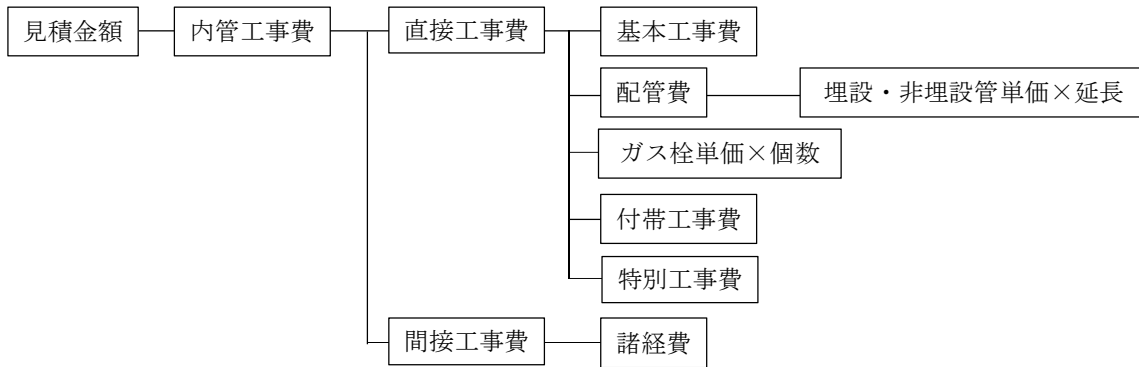 見積金額
内管工事費
直接工事費
基本工事費
配管費
埋設・非埋設管単価×延長
ガス栓単価×個数
付帯工事費
特別工事費
間接工事費
諸経費